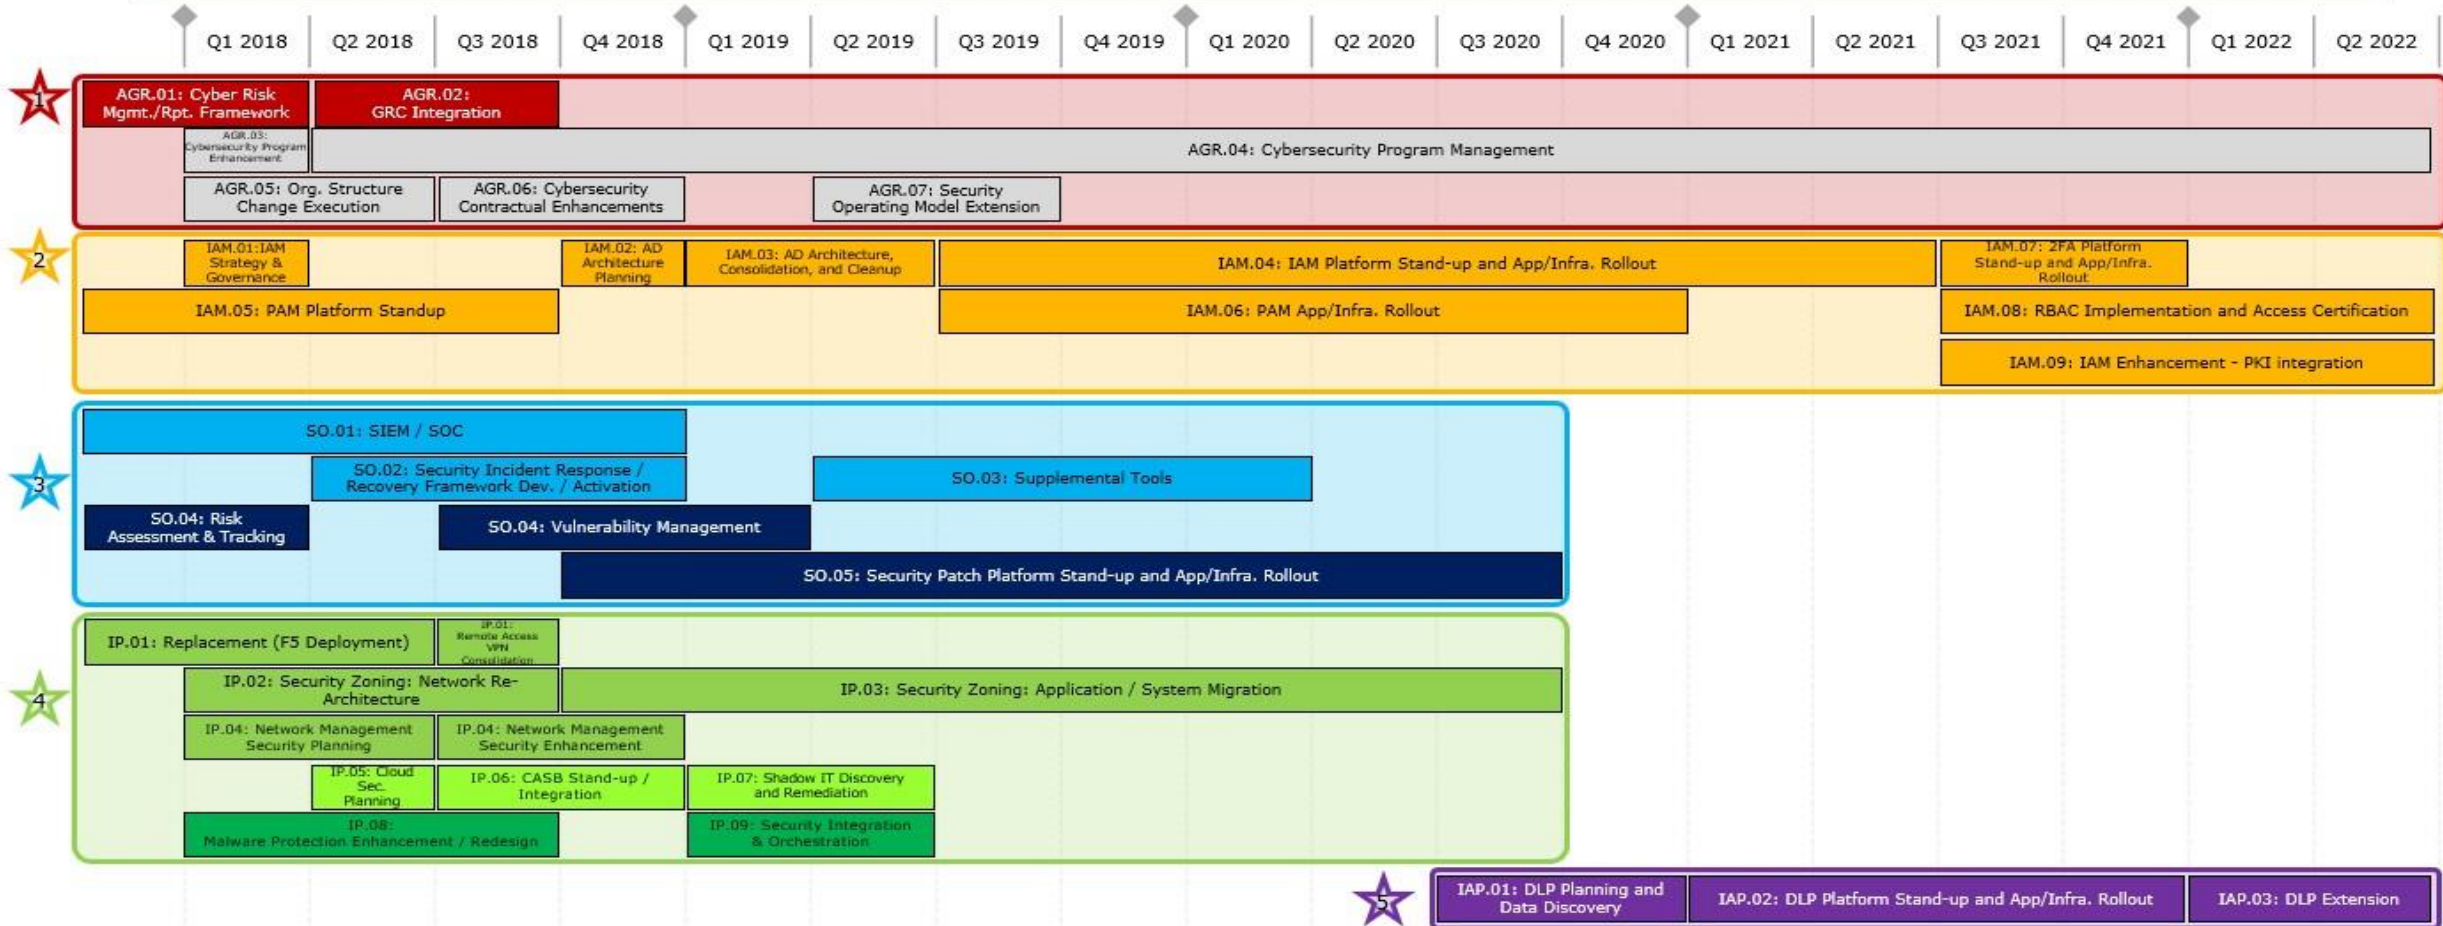 Q1 2018 Q2 2018 Q3 2018 Q4 2018 Q1 2019 Q2 2019 Q3 2019 Q4 2019 Q1 2020 Q2 2020 Q3 2020 Q4 2020 Q1 2021 Q2 2021 Q3 2021 Q4 2021 Q1 2022 Q2 2022
1
AGR.01: Cyber Risk
Mgmt./Rpt. Framework
AGR.02:
GRC Integration
AGR.03:
Cybersecurity Program
Enhancement
AGR.04: Cybersecurity Program Management
AGR.05: Org. Structure
Change Execution
AGR.06: Cybersecurity
Contractual Enhancements
AGR.07: Security
Operating Model Extension
2
IAM.01:IAM
Strategy &
Governance
IAM.02: AD
Architecture
Planning
IAM.03: AD Architecture,
Consolidation, and Cleanup
IAM.04: IAM Platform Stand-up and App/Infra. Rollout
IAM.07: 2FA Platform
Stand-up and App/Infra.
Rollout
IAM.05: PAM Platform Standup
IAM.06: PAM App/Infra. Rollout
IAM.08: RBAC Implementation and Access Certification
IAM.09: IAM Enhancement - PKI integration
3
SO.01: SIEM / SOC
SO.02: Security Incident Response /
Recovery Framework Dev. / Activation
SO.03: Supplemental Tools
SO.04: Risk
Assessment & Tracking
SO.04: Vulnerability Management
SO.05: Security Patch Platform Stand-up and App/Infra. Rollout
4
IP.01: Replacement (F5 Deployment)
IP.01:
Remote Access
VPN
Consolidation
IP.02: Security Zoning: Network Re-
Architecture
IP.03: Security Zoning: Application / System Migration
IP.04: Network Management
Security Planning
IP.04: Network Management
Security Enhancement
IP.05: Cloud
Sec.
Planning
IP.06: CASB Stand-up /
Integration
IP.07: Shadow IT Discovery
and Remediation
IP.08:
Malware Protection Enhancement / Redesign
IP.09: Security Integration
& Orchestration
5
IAP.01: DLP Planning and
Data Discovery
IAP.02: DLP Platform Stand-up and App/Infra. Rollout
IAP.03: DLP Extension